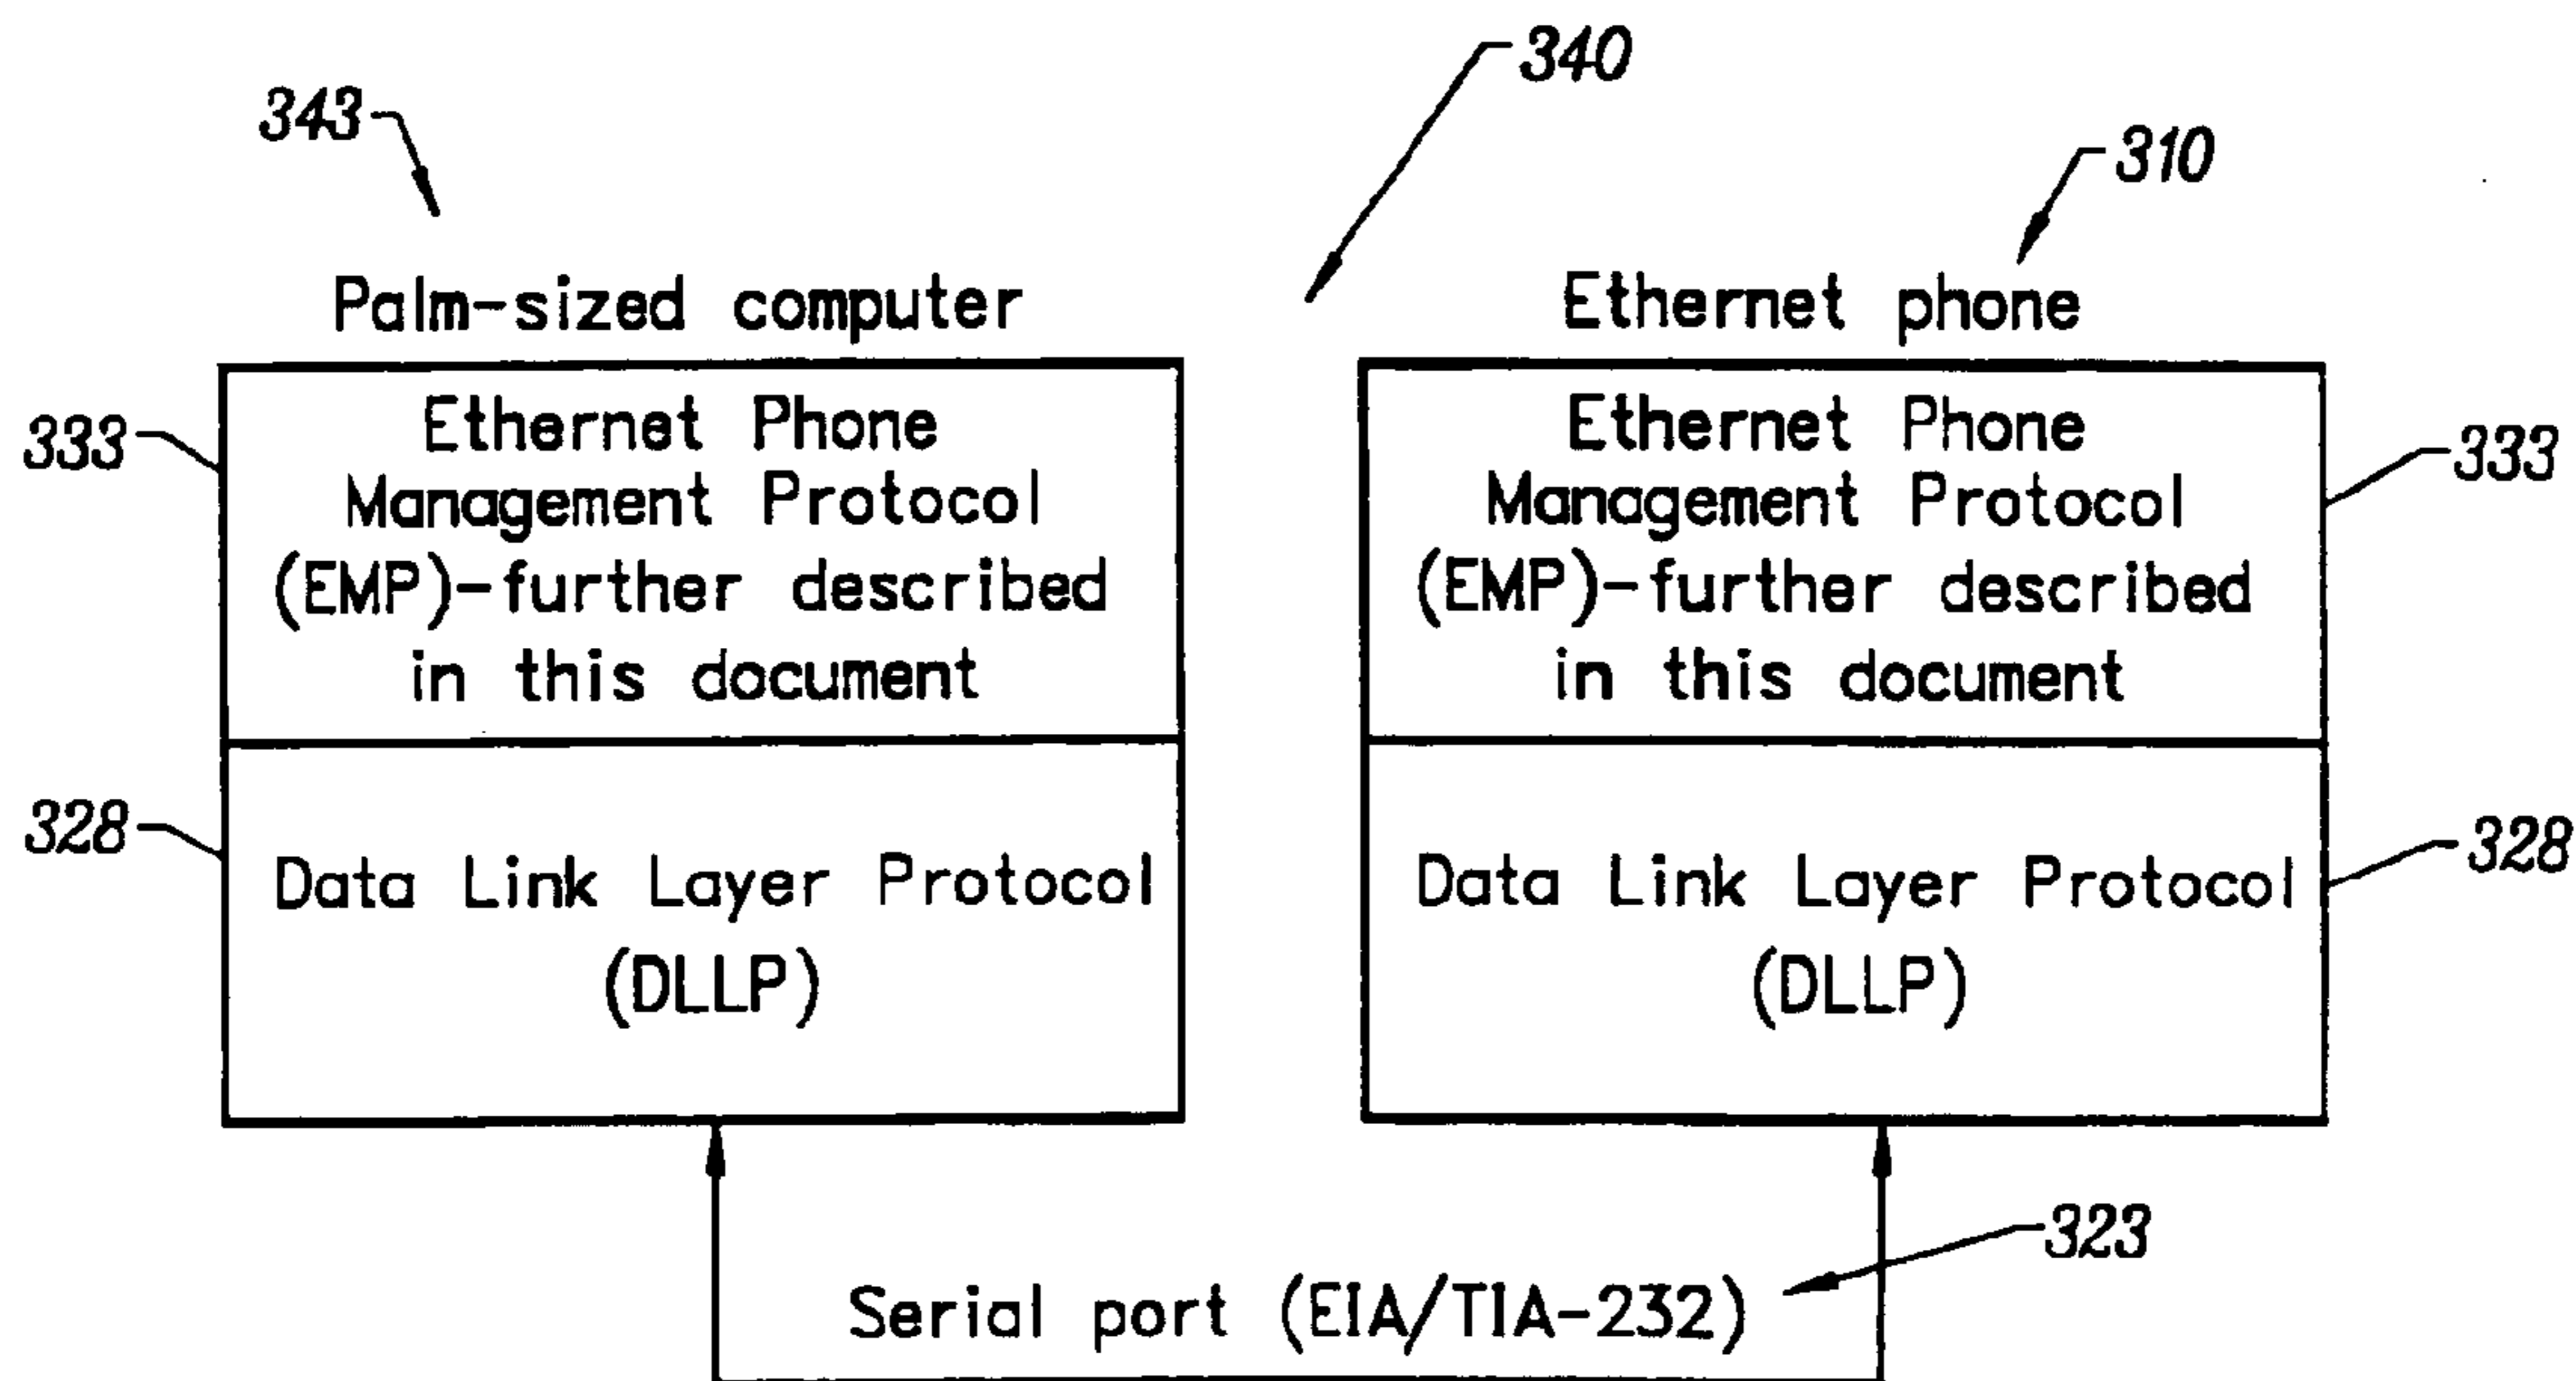 340
343
310
Palm-sized computer
Ethernet phone
333
Ethernet Phone
Management Protocol
(EMP)-further described
in this document
Ethernet Phone
Management Protocol
(EMP)-further described
in this document
333
328
Data Link Layer Protocol
(DLLP)
Data Link Layer Protocol
(DLLP)
328
323
Serial port (EIA/TIA-232)